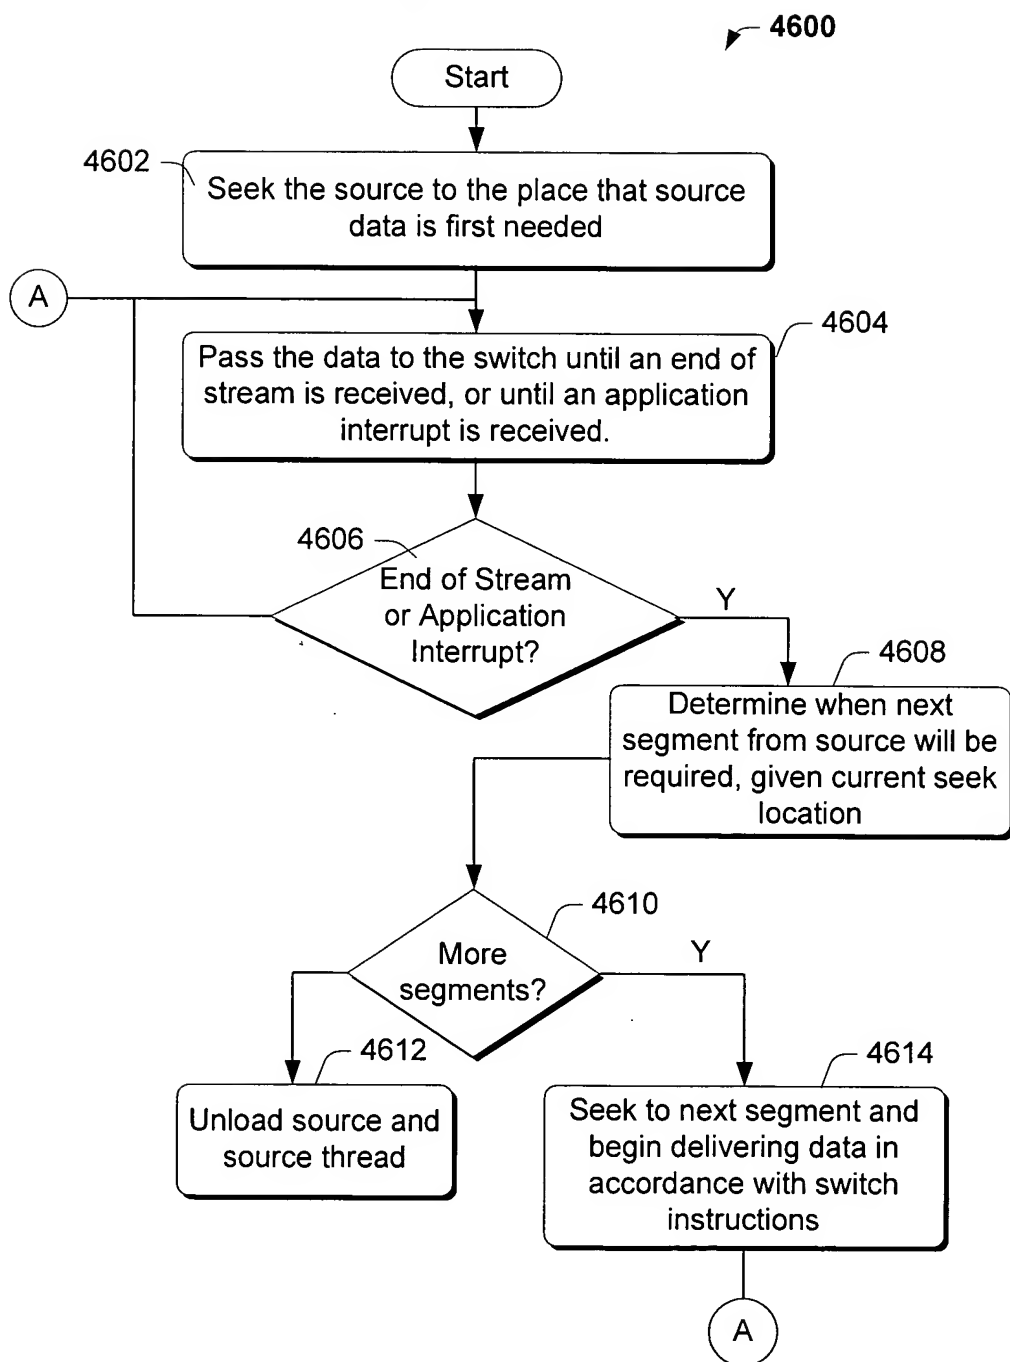 4600
Start
4602
Seek the source to the place that source
data is first needed
A
4604
Pass the data to the switch until an end of
stream is received, or until an application
interrupt is received.
4606
End of Stream
or Application
Interrupt?
Y
4608
Determine when next
segment from source will be
required, given current seek
location
4610
More
segments?
Y
4612
Unload source and
source thread
4614
Seek to next segment and
begin delivering data in
accordance with switch
instructions
A